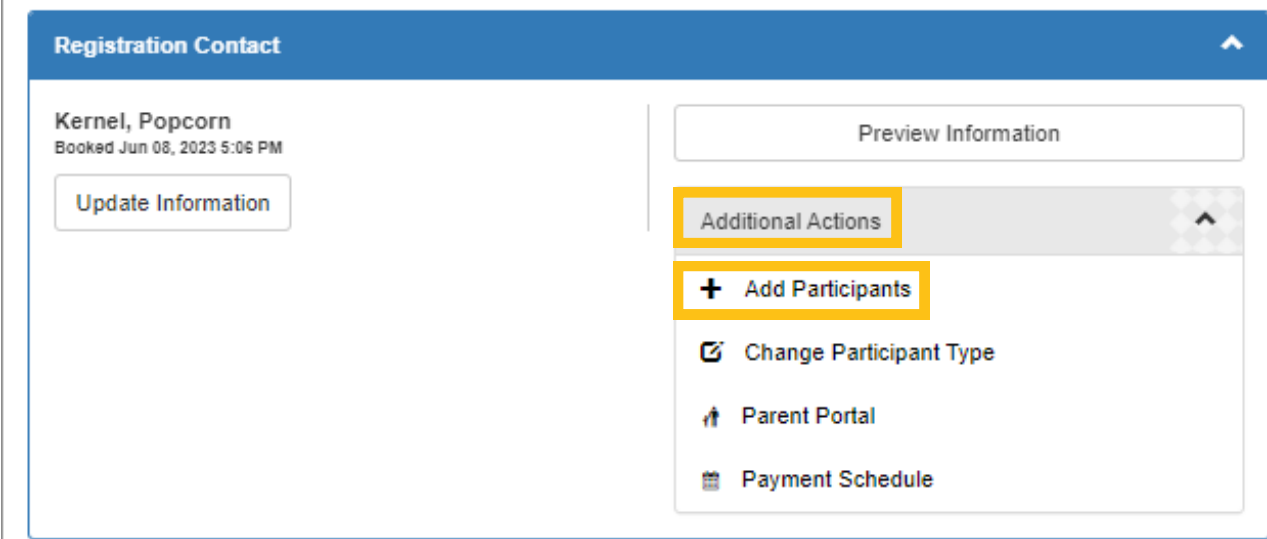 Registration Contact
Kernel, Popcorn
Booked Jun 08, 2023 5:06 PM
Update Information
Preview Information
Additional Actions
Add Participants
Change Participant Type
Parent Portal
Payment Schedule